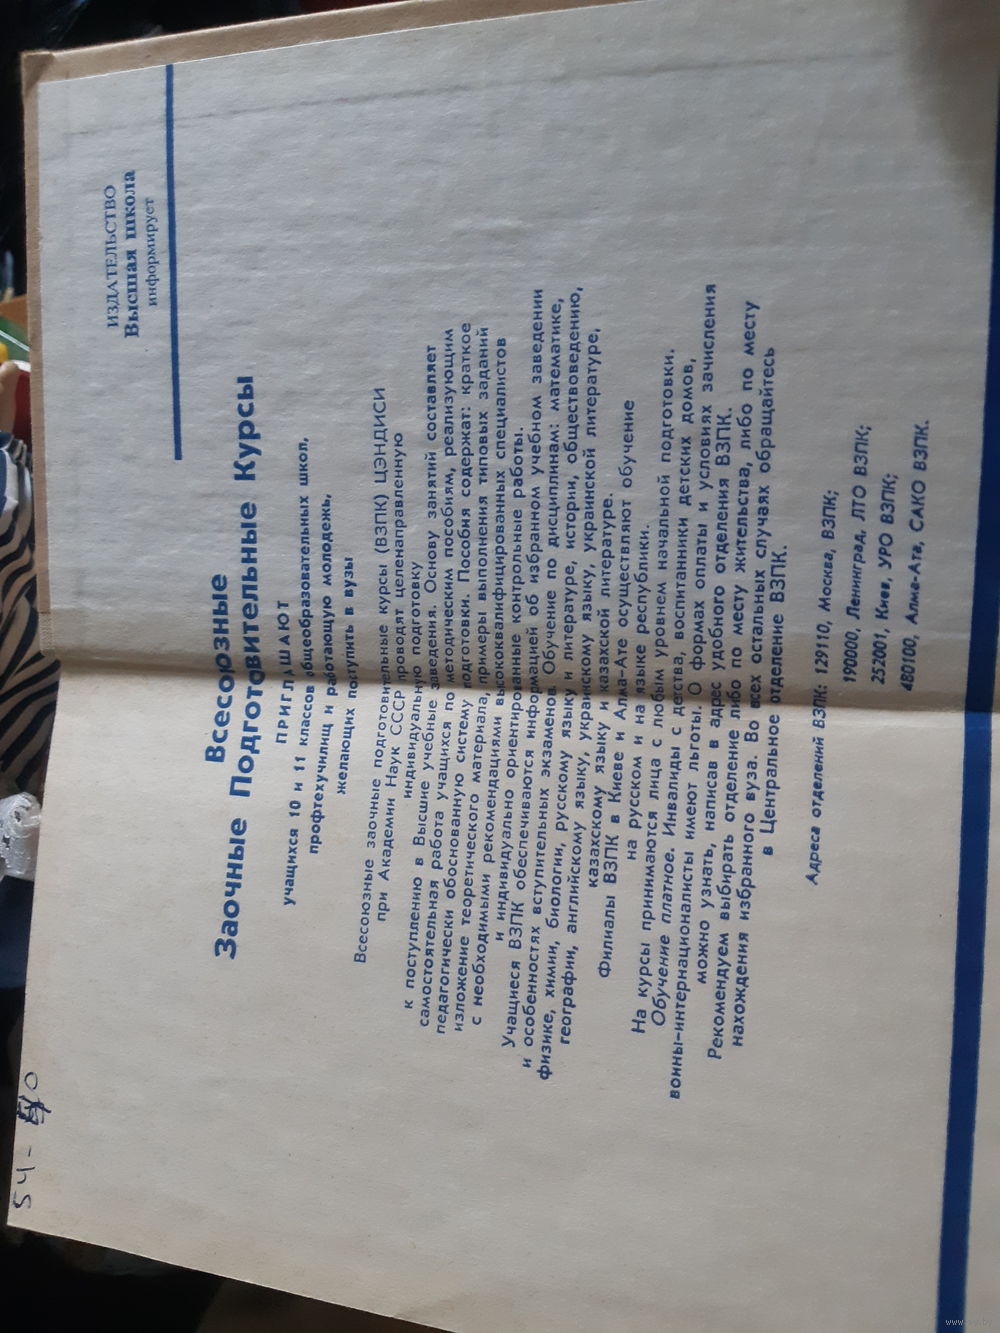 ИЗДАТЕЛЬСТВО
Высшая школа
информирует
Всесоюзные
Заочные Подготовительные Курсы
ПРИГЛАШАЮТ
учащихся 10 и 11 классов общеобразовательных школ,
профтехучилищ и работающую молодежь,
желающих поступить в вузы
Всесоюзные заочные подготовительные курсы (ВЗПК) ЦЭНДИСИ
при Академии Наук СССР проводят целенаправленную
индивидуальную подготовку
к поступлению в Высшие учебные заведения. Основу занятий составляет
самостоятельная работа учащихся по методическим пособиям, реализующим
педагогически обоснованную систему подготовки. Пособия содержат: краткое
изложение теоретического материала, примеры выполнения типовых заданий
с необходимыми рекомендациями высококвалифицированных специалистов
и индивидуально ориентированные контрольные работы.
Учащиеся ВЗПК обеспечиваются информацией об избранном учебном заведении
и особенностях вступительных экзаменов. Обучение по дисциплинам: математике,
физике, химии, биологии, русскому языку и литературе, истории, обществоведению,
географии, английскому языку, украинскому языку, украинской литературе,
казахскому языку и казахской литературе.
Филиалы ВЗПК в Киеве и Алма-Ате осуществляют обучение
на русском и на языке республики.
На курсы принимаются лица с любым уровнем начальной подготовки.
Обучение платное. Инвалиды с детства, воспитанники детских домов,
воины-интернационалисты имеют льготы. О формах оплаты и условиях зачисления
можно узнать, написав в адрес удобного отделения ВЗПК.
Рекомендуем выбирать отделение либо по месту жительства, либо по месту
нахождения избранного вуза. Во всех остальных случаях обращайтесь
в Центральное отделение ВЗПК.
Адреса отделений ВЗПК: 129110, Москва, ВЗПК;
190000, Ленинград, ЛТО ВЗПК;
252001, Киев, УРО ВЗПК;
480100, Алма-Ата, САКО ВЗПК.
54-